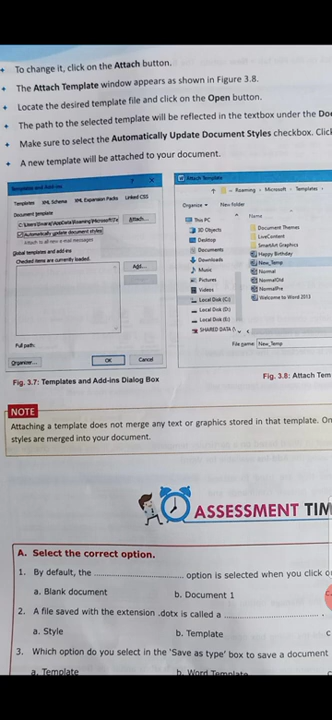 To change it, click on the Attach button.
The Attach Template window appears as shown in Figure 3.8.
Locate the desired template file and click on the Open button.
The path to the selected template will be reflected in the textbox under the Do
Make sure to select the Automatically Update Document Styles checkbox. Clic
A new template will be attached to your document.
Templates and Add-ins
Templates XML Schema XML Expansion Packs Linked CSS
Document template
Attach...
Automatically update document styles
Attach to all new e-mail messages
Global templates and add-ins
Checked items are currently loaded.
Add...
Full path:
Organizer... OK Cancel
Attach Template
Roaming Microsoft Templates
Organize New folder
Name
This PC
3D Objects
Desktop
Documents
Downloads
Music
Pictures
Videos
Local Disk (C:)
Local Disk (D:)
Local Disk (E:)
SHARED DATA
Document Themes
LiveContent
SmartArt Graphics
Happy Birthday
New_Temp
Normal
NormalOld
NormalPre
Welcome to Word 2013
File name: New_Temp
Fig. 3.7: Templates and Add-ins Dialog Box
Fig. 3.8: Attach Tem
NOTE
Attaching a template does not merge any text or graphics stored in that template. On
styles are merged into your document.
ASSESSMENT TIM
A. Select the correct option.
1. By default, the .............................. option is selected when you click o
a. Blank document b. Document 1
2. A file saved with the extension .dotx is called a .............................. .
a. Style b. Template c
3. Which option do you select in the 'Save as type' box to save a document
a. Template b. Word Template